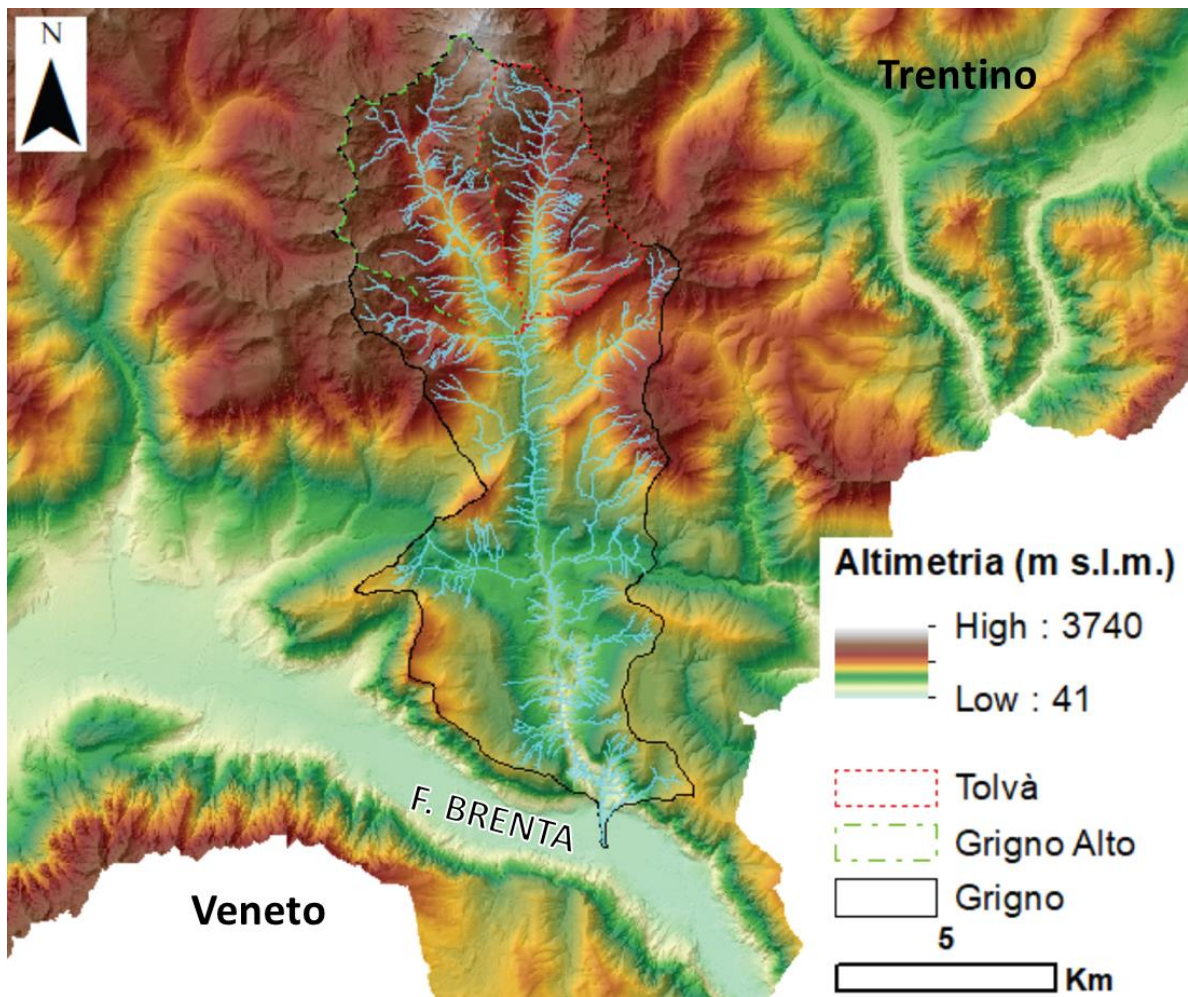 N
Trentino
Altimetria (m s.l.m.)
High : 3740
Low : 41
Tolvà
Grigno Alto
Grigno
5
Km
F. BRENTA
Veneto